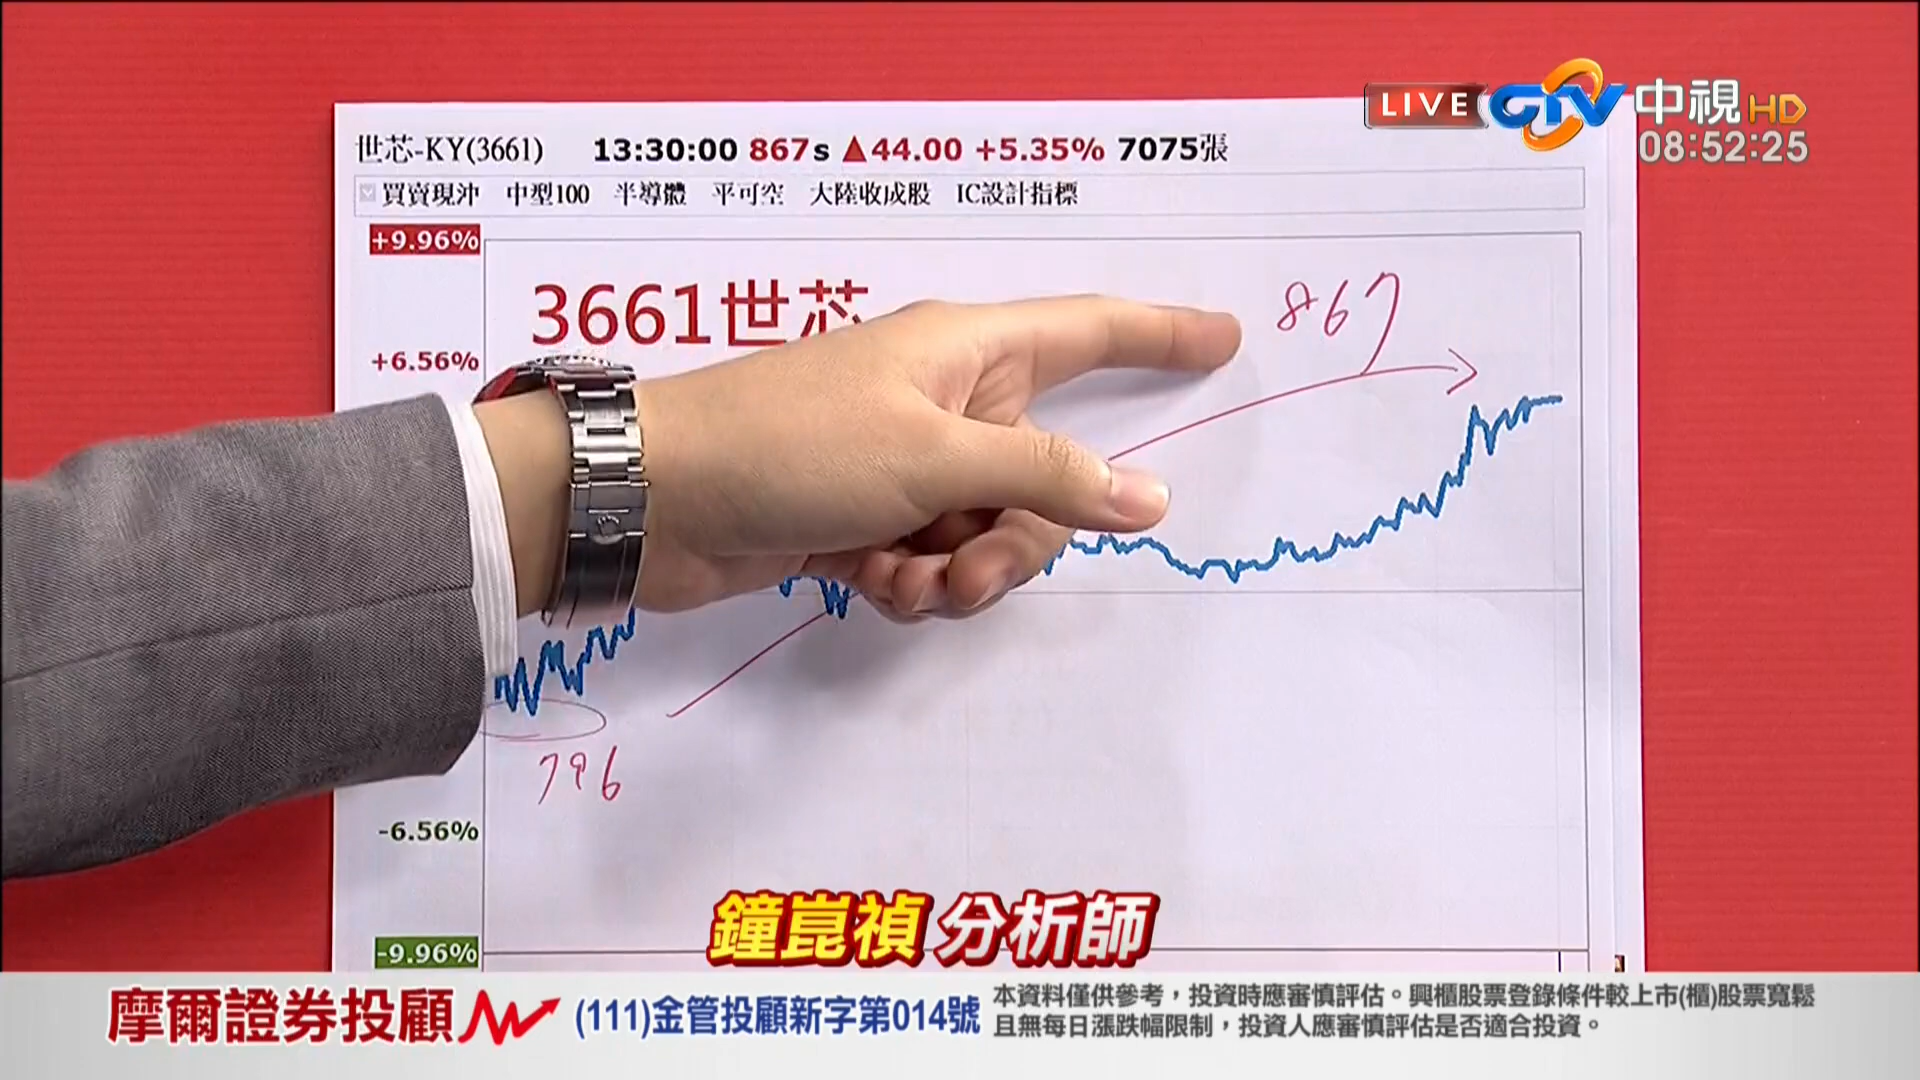 LIVE CTV 中視 HD
08:52:25
世芯-KY(3661) 13:30:00 867s ▲44.00 +5.35% 7075張
買賣現沖 中型100 半導體 平可空 大陸收成股 IC設計指標
+9.96%
3661世芯
867
+6.56%
796
-6.56%
鐘崑禎 分析師
-9.96%
摩爾證券投顧 (111)金管投顧新字第014號
本資料僅供參考，投資時應審慎評估。興櫃股票登錄條件較上市(櫃)股票寬鬆
且無每日漲跌幅限制，投資人應審慎評估是否適合投資。